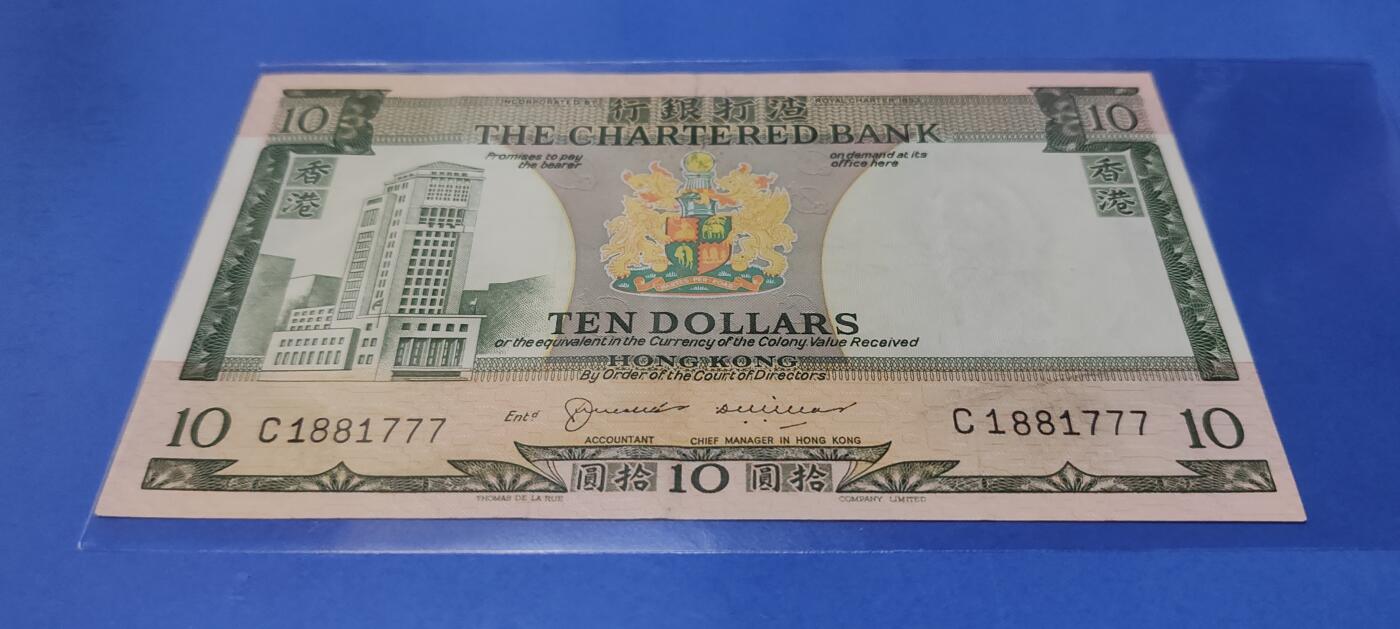 10 INCORPORATED BY 行銀打渣 ROYAL CHARTER 1853 10
THE CHARTERED BANK
Promises to pay
the bearer
on demand at its
office here
香
港
香
港
TEN DOLLARS
or the equivalent in the Currency of the Colony. Value Received
HONG KONG
By Order of the Court of Directors
10 C1881777 Entd C1881777 10
ACCOUNTANT CHIEF MANAGER IN HONG KONG
圓拾 10 圓拾
THOMAS DE LA RUE COMPANY LIMITED